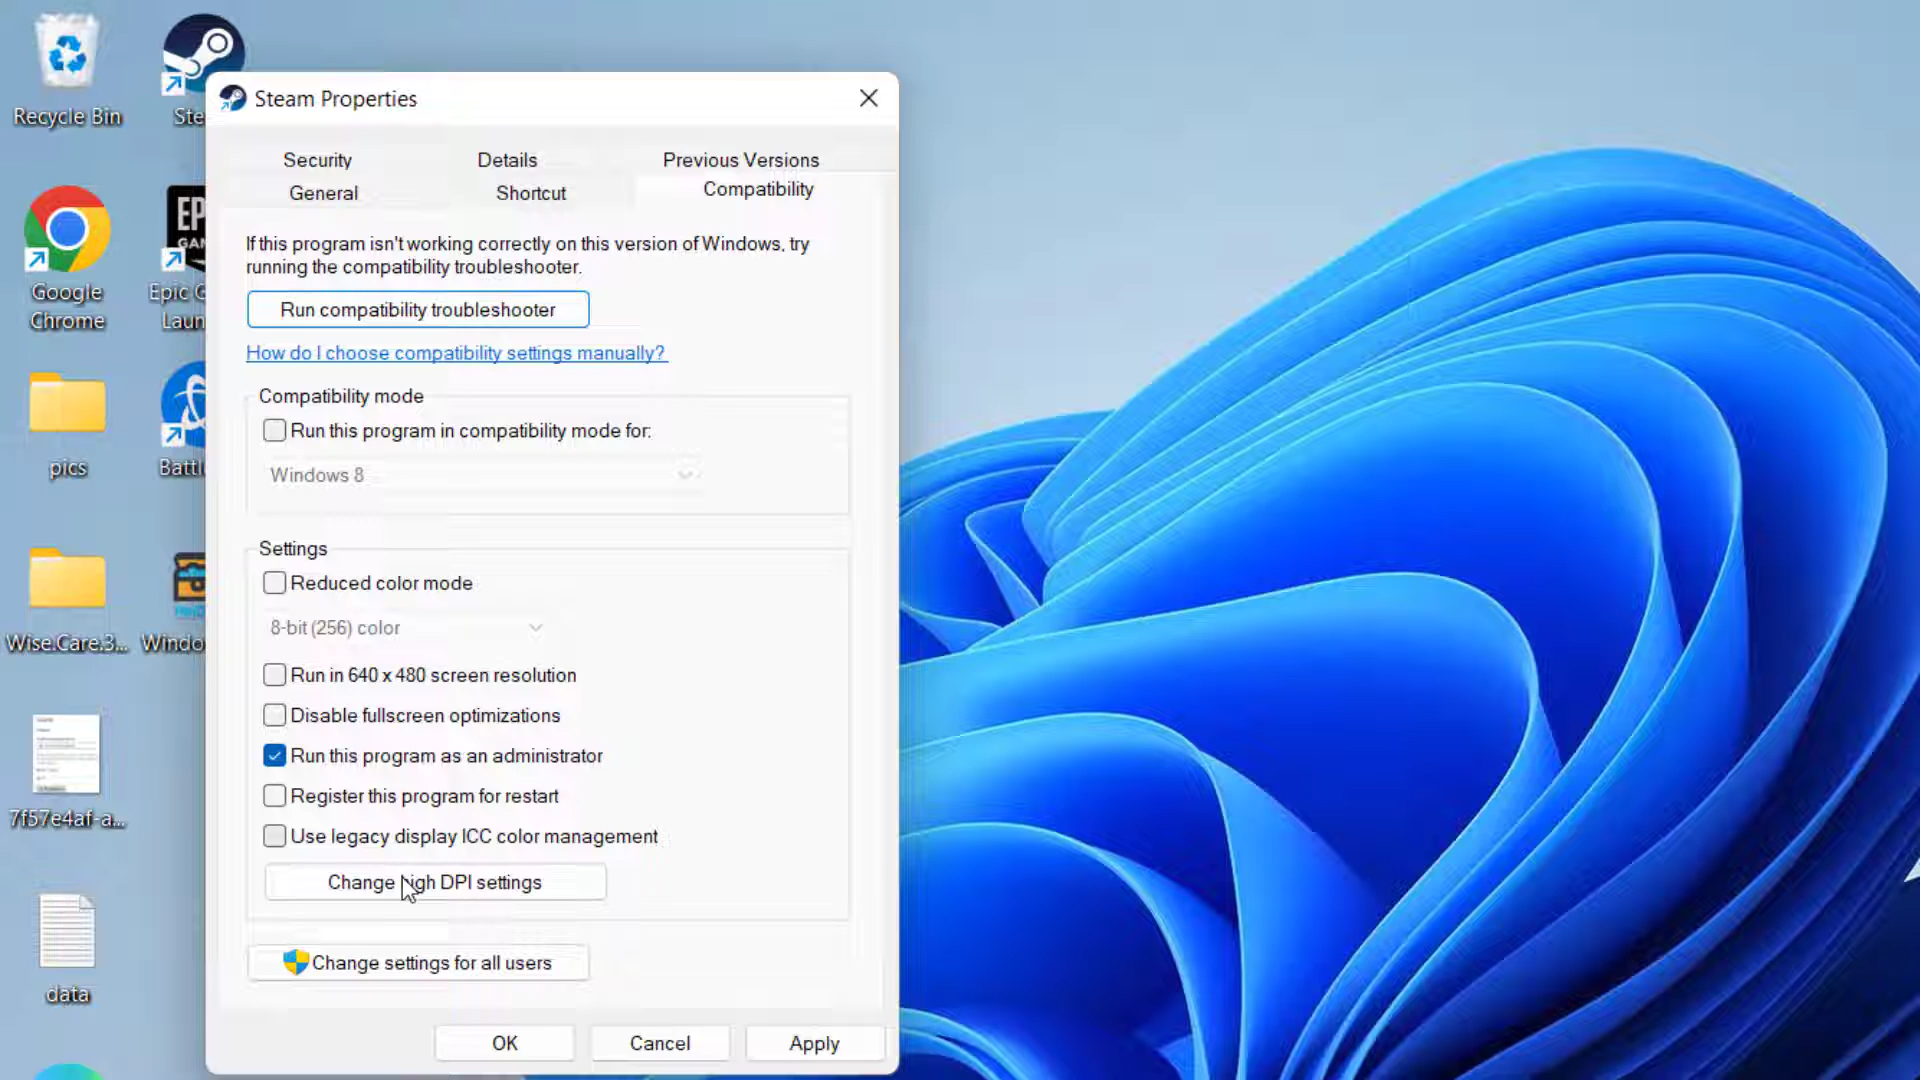 Recycle Bin
Ste
Steam Properties
Security
Details
Previous Versions
General
Shortcut
Compatibility
If this program isn't working correctly on this version of Windows, try
running the compatibility troubleshooter.
Run compatibility troubleshooter
How do I choose compatibility settings manually?
Compatibility mode
Run this program in compatibility mode for:
Windows 8
Settings
Reduced color mode
8-bit (256) color
Run in 640 x 480 screen resolution
Disable fullscreen optimizations
Run this program as an administrator
Register this program for restart
Use legacy display ICC color management
Change high DPI settings
Change settings for all users
OK
Cancel
Apply
Google
Chrome
EP
GA
Epic G
Laun
pics
Battl
Wise.Care.3...
Windo
7f57e4af-a...
data